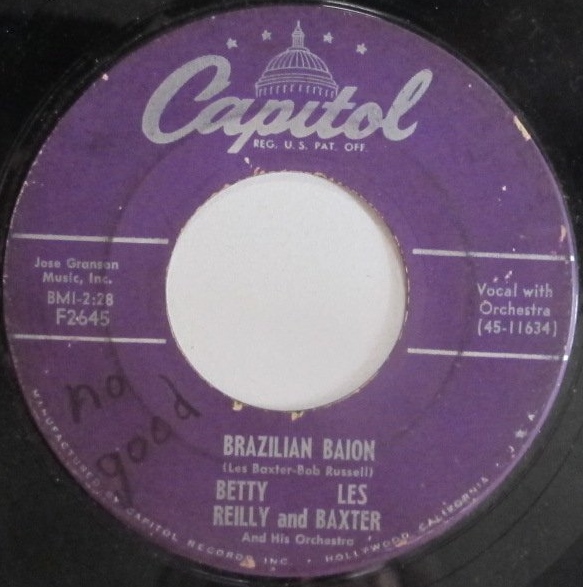 Capitol
REG. U.S. PAT. OFF.
Jose Granson
Music, Inc.
BMI-2:28
F2645
Vocal with
Orchestra
(45-11634)
no
good
BRAZILIAN BAION
(Les Baxter-Bob Russell)
BETTY LES
REILLY and BAXTER
And His Orchestra
MANUFACTURED BY CAPITOL RECORDS, INC. • HOLLYWOOD, CALIFORNIA • U.S.A.